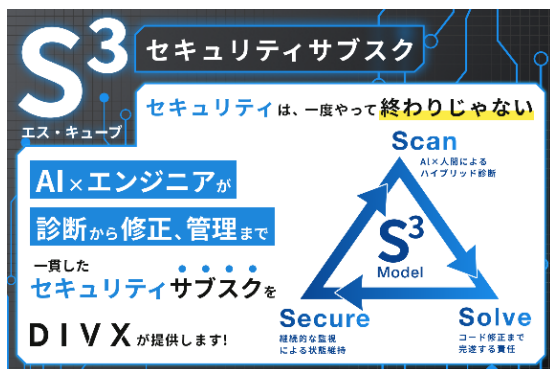 S³
エス・キューブ
セキュリティサブスク
セキュリティは、一度やって終わりじゃない
AI×エンジニアが
診断から修正、管理まで
一貫した
セキュリティサブスクを
DIVXが提供します!
Scan
AI×人間による
ハイブリッド診断
S³
Model
Secure
継続的な監視
による状態維持
Solve
コード修正まで
完遂する責任